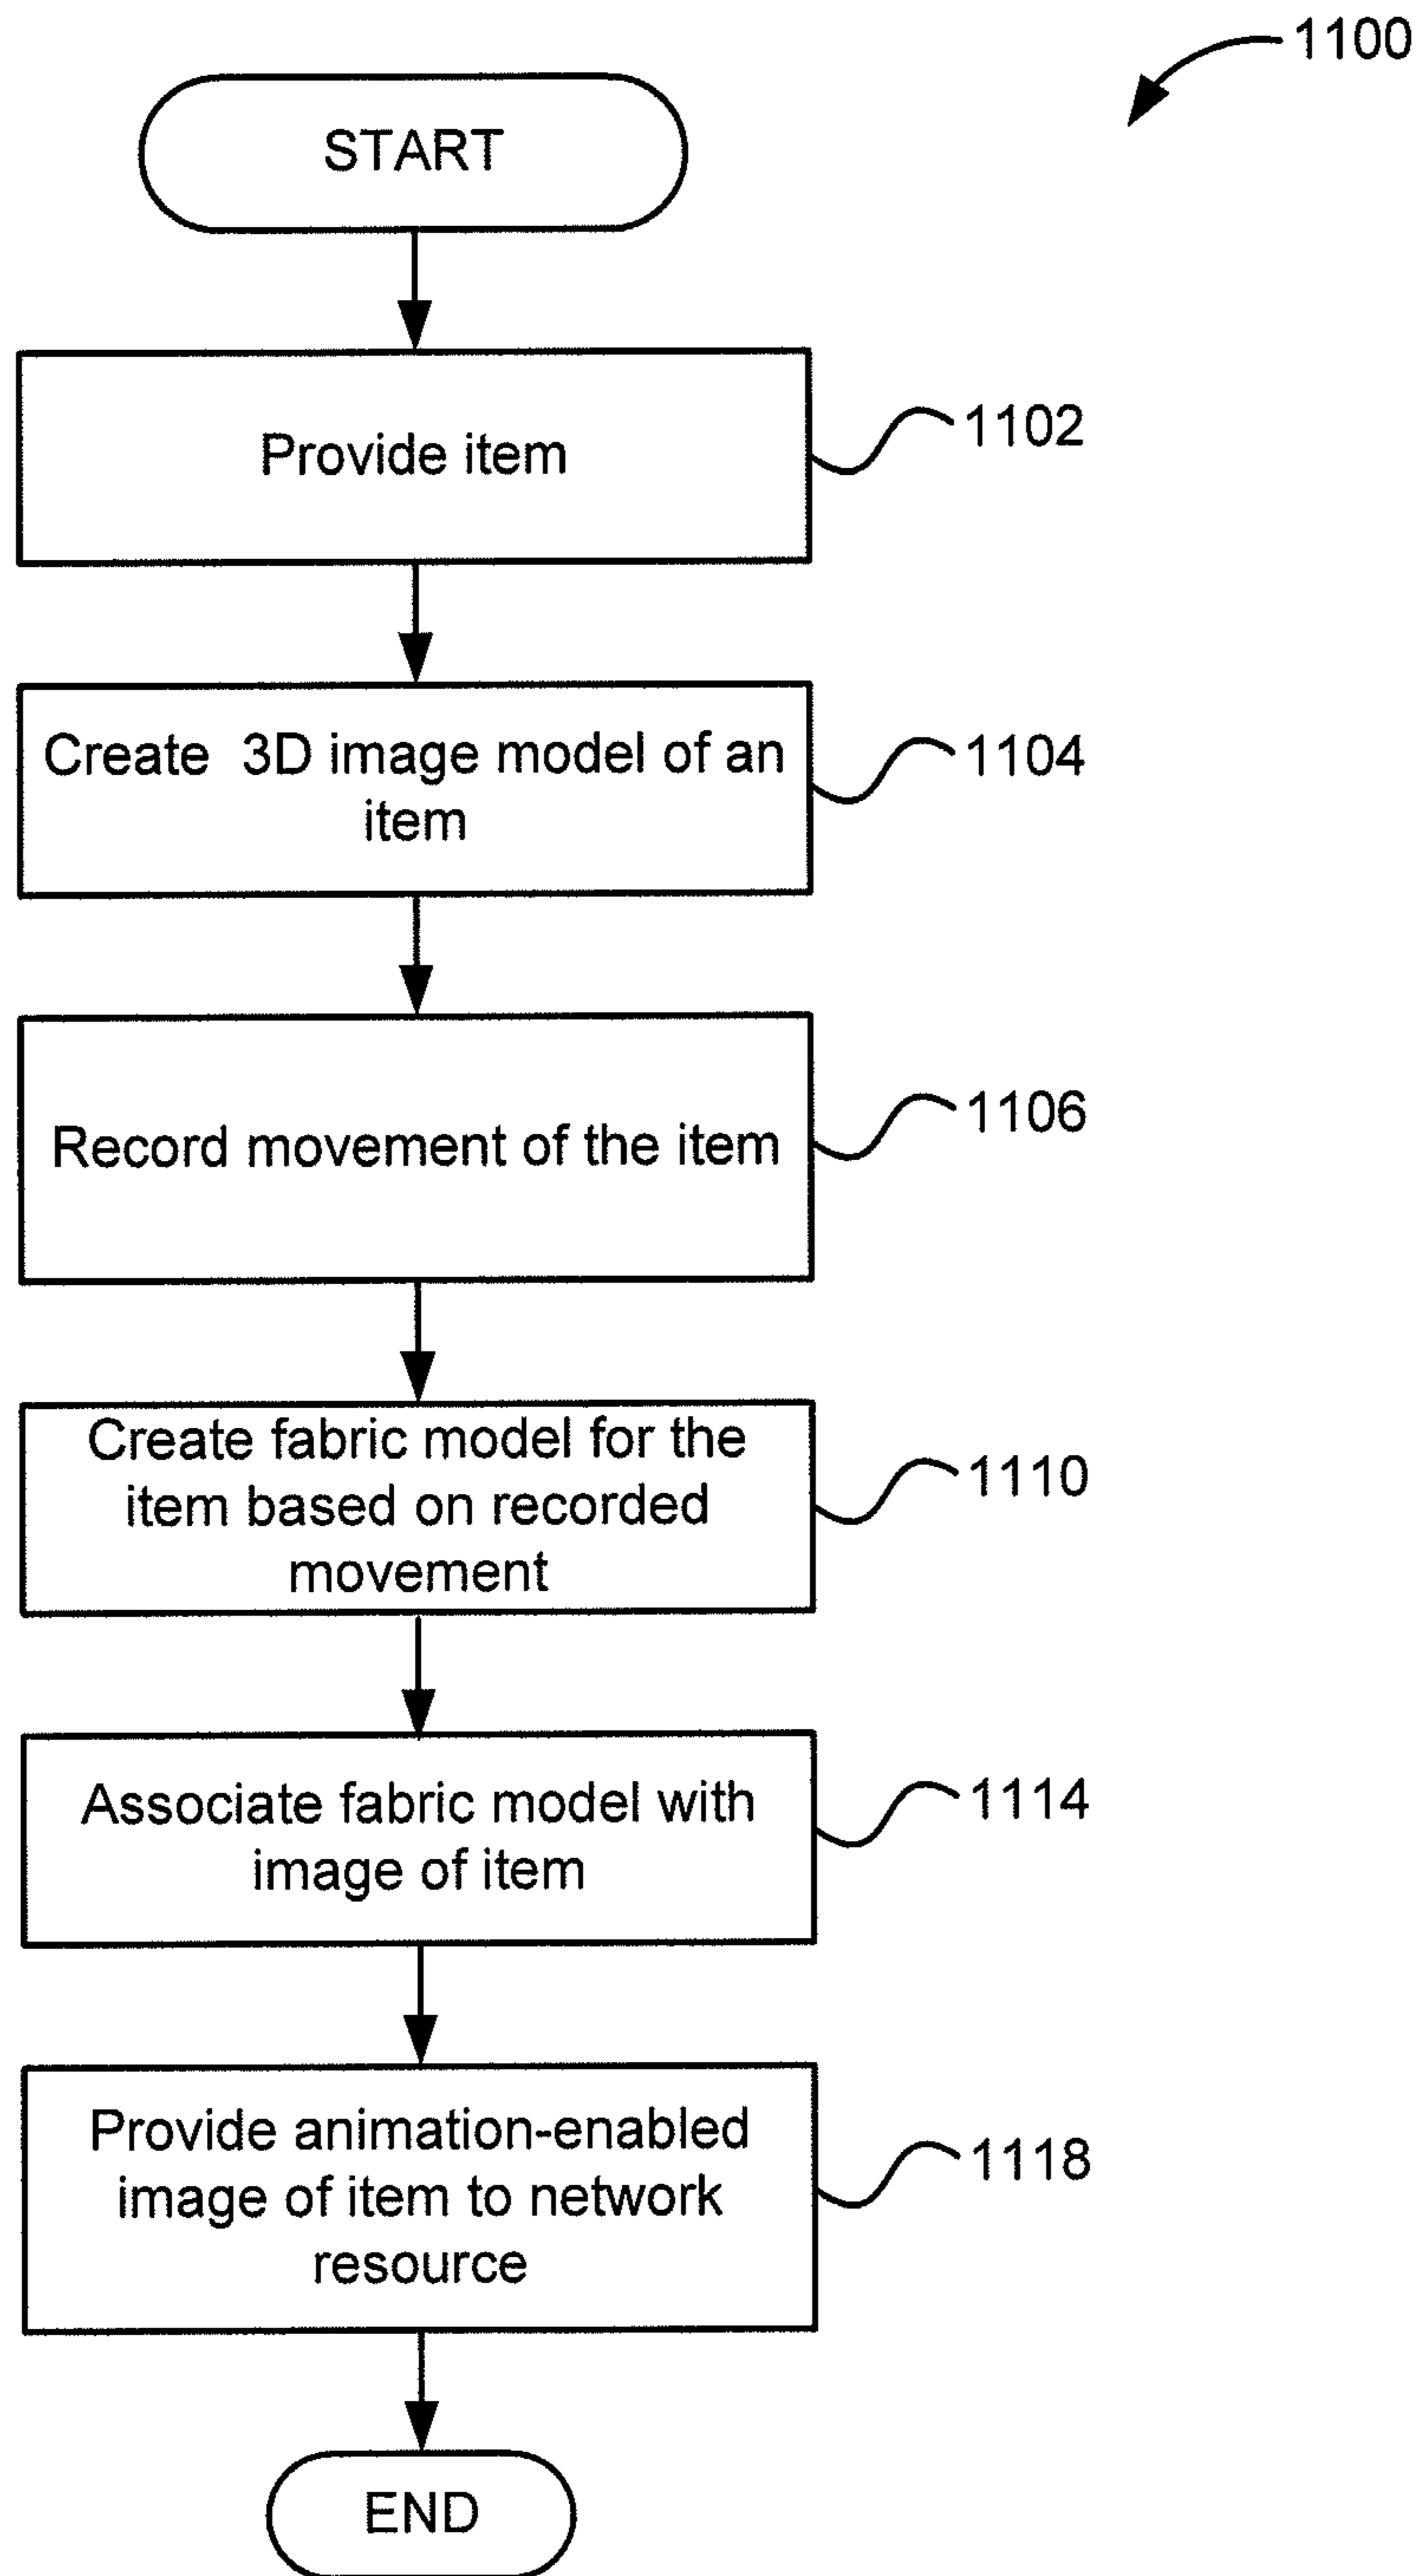 1100
START
Provide item
1102
Create 3D image model of an
item
1104
Record movement of the item
1106
Create fabric model for the
item based on recorded
movement
1110
Associate fabric model with
image of item
1114
Provide animation-enabled
image of item to network
resource
1118
END